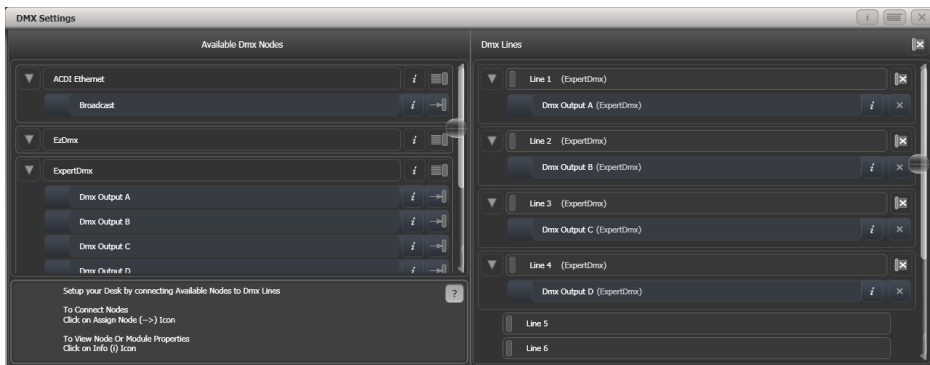 DMX Settings
Available Dmx Nodes
ACDI Ethernet
i
Broadcast
i
EzDmx
i
ExpertDmx
i
Dmx Output A
i
Dmx Output B
i
Dmx Output C
i
Dmx Output D
i
Setup your Desk by connecting Available Nodes to Dmx Lines
?
To Connect Nodes
Click on Assign Node (-->) Icon
To View Node Or Module Properties
Click on Info (i) Icon
Dmx Lines
Line 1 (ExpertDmx)
Dmx Output A (ExpertDmx)
i
Line 2 (ExpertDmx)
Dmx Output B (ExpertDmx)
i
Line 3 (ExpertDmx)
Dmx Output C (ExpertDmx)
i
Line 4 (ExpertDmx)
Dmx Output D (ExpertDmx)
i
Line 5
Line 6